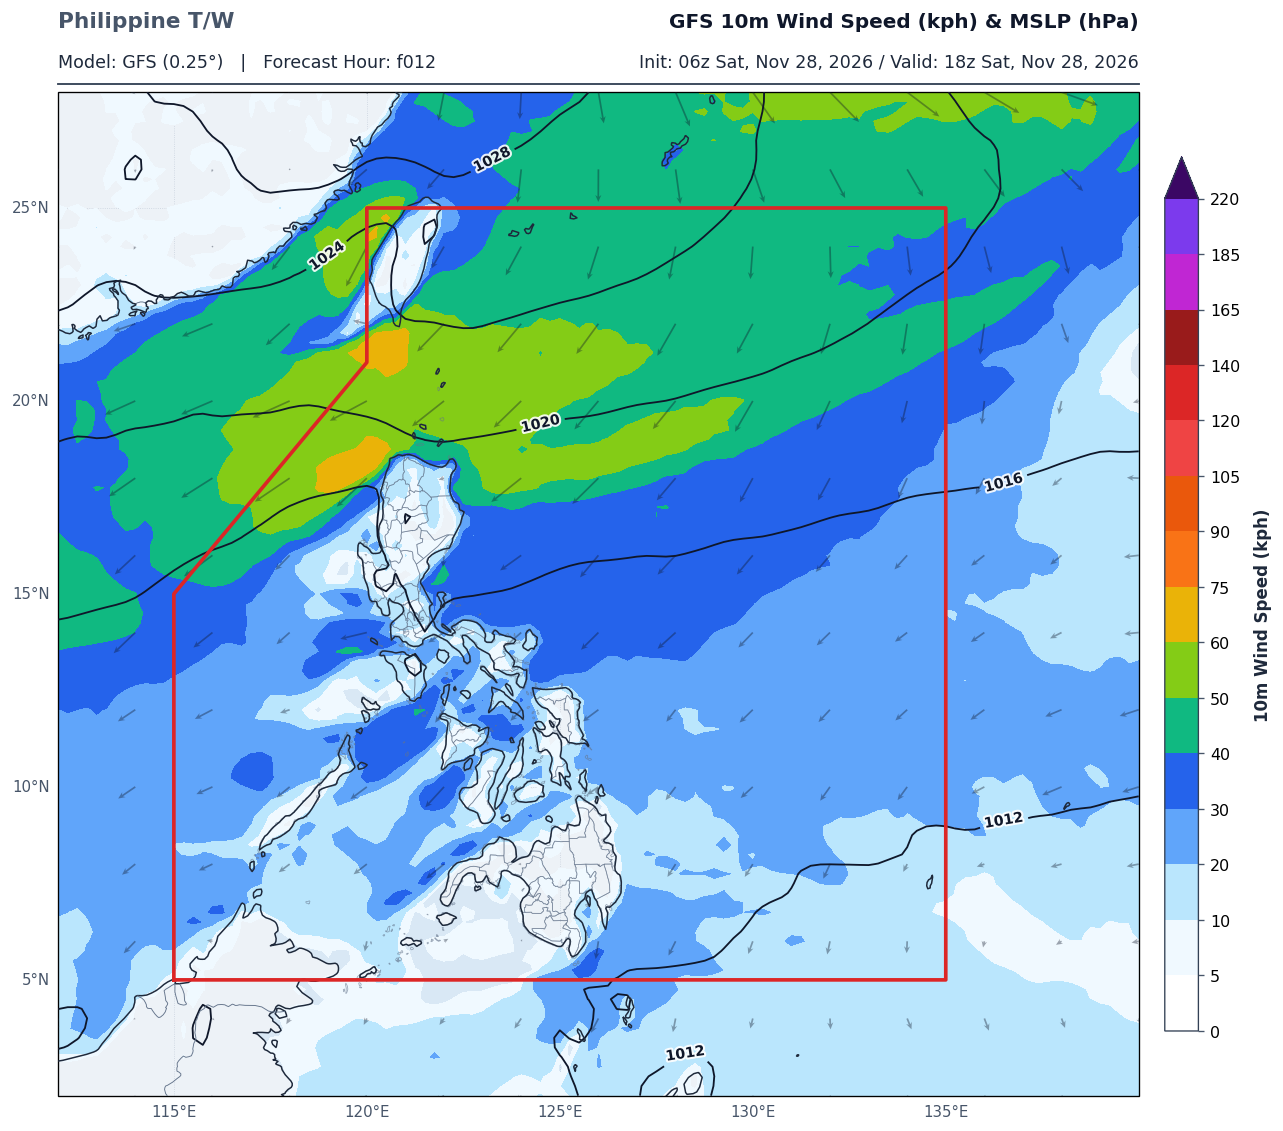 Philippine T/W
GFS 10m Wind Speed (kph) & MSLP (hPa)
Model: GFS (0.25°) | Forecast Hour: f012
Init: 06z Sat, Nov 28, 2026 / Valid: 18z Sat, Nov 28, 2026
1028
1024
1020
1016
1012
1012
25°N
20°N
15°N
10°N
5°N
115°E
120°E
125°E
130°E
135°E
220
185
165
140
120
105
90
75
60
50
40
30
20
10
5
0
10m Wind Speed (kph)